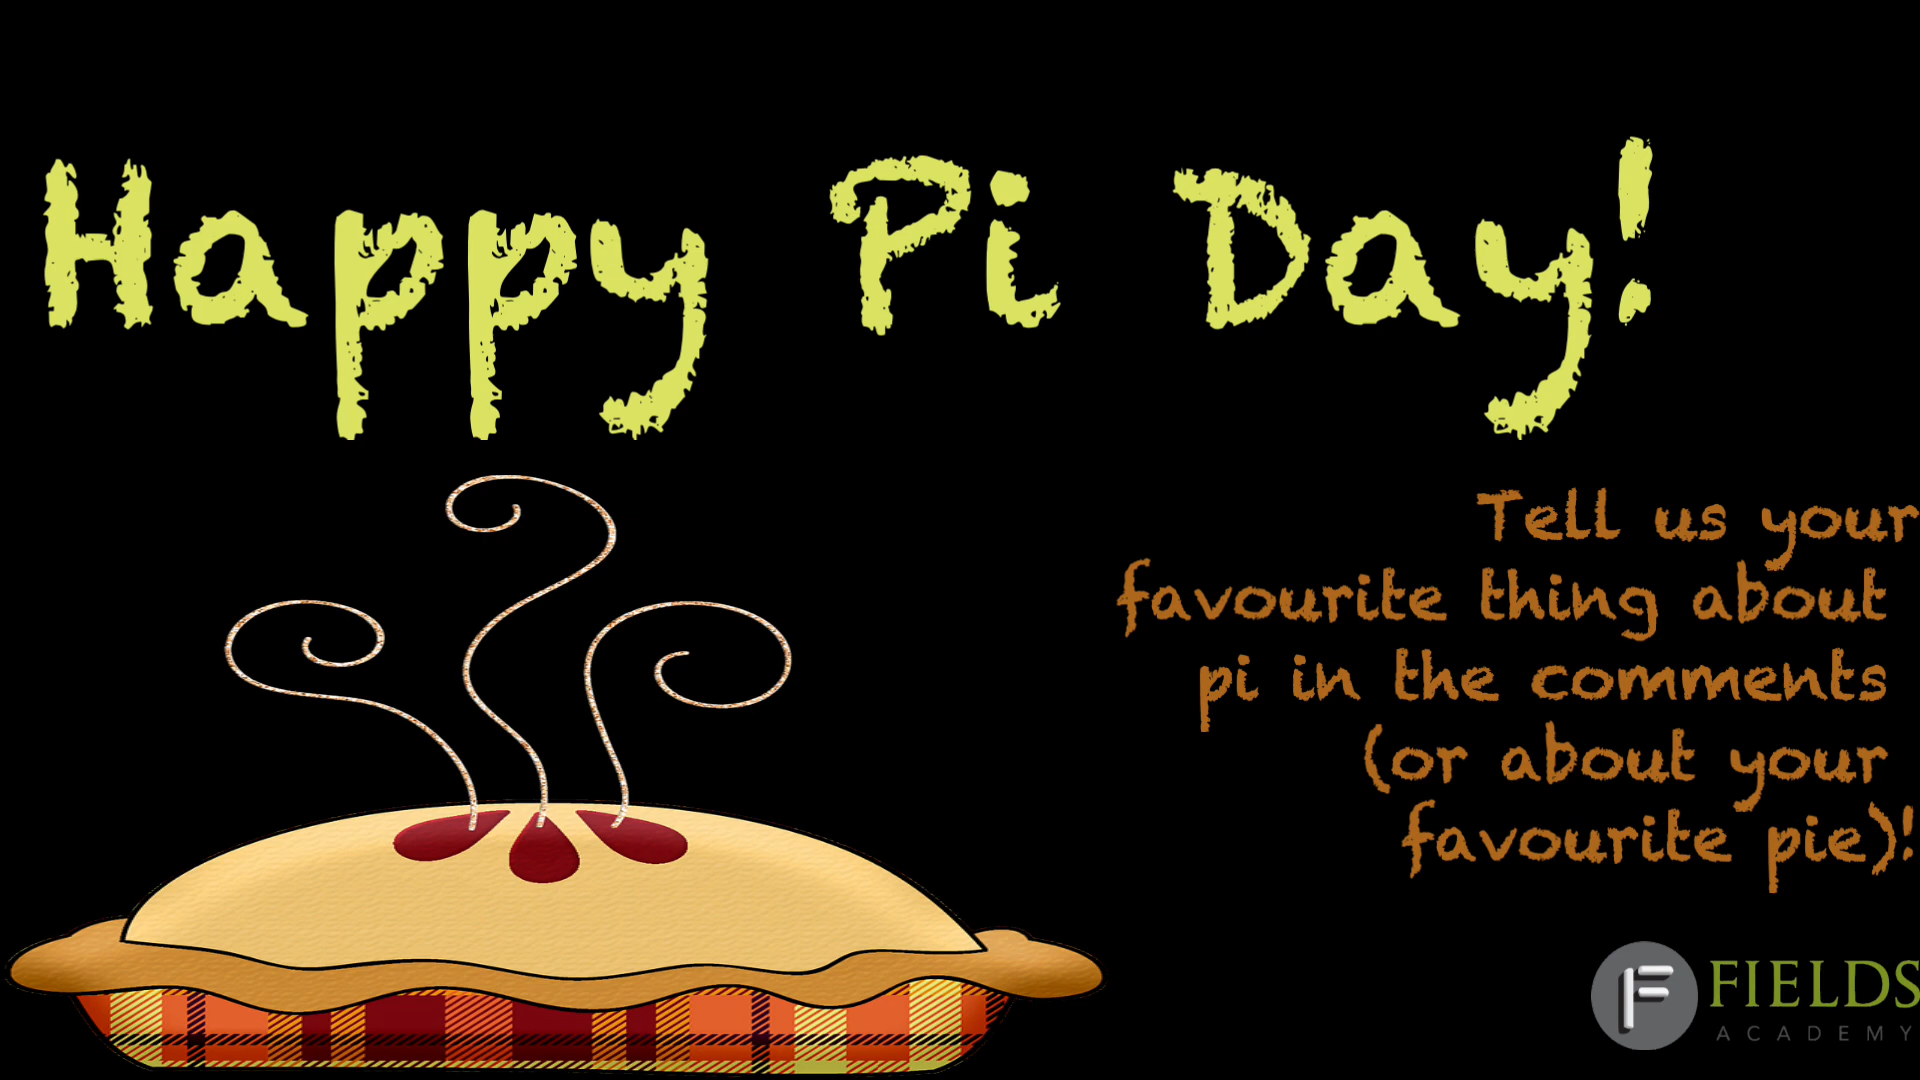 Happy Pi Day!
Tell us your
favourite thing about
pi in the comments
(or about your
favourite pie)!
F
FIELDS
ACADEMY